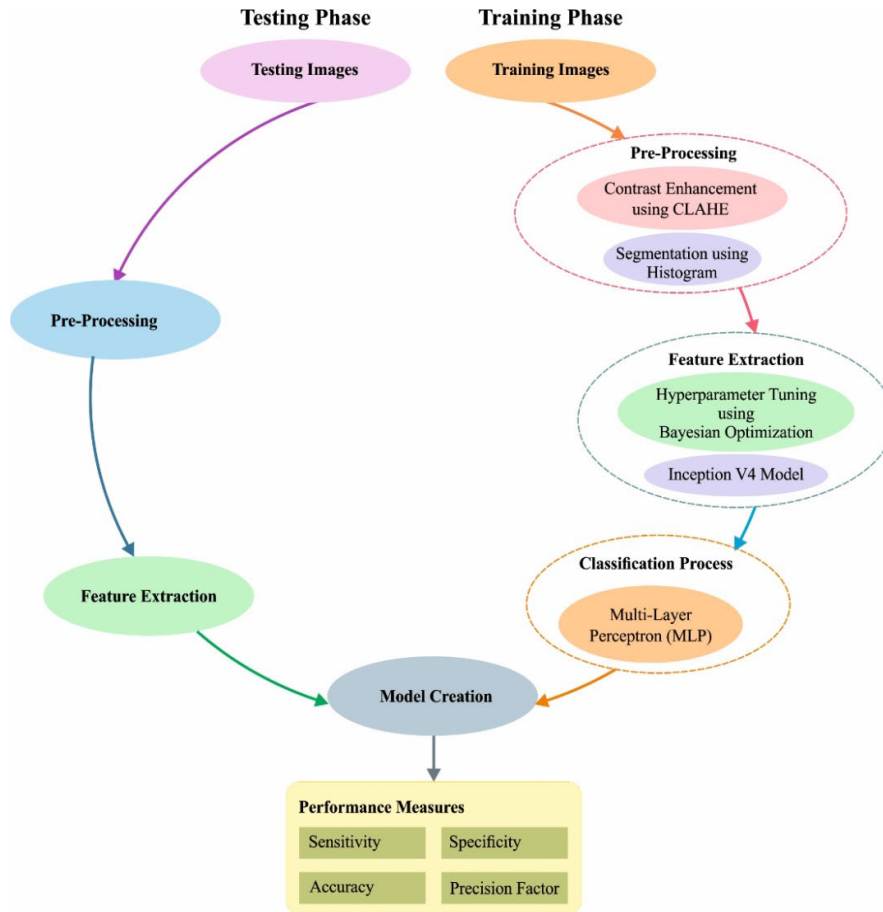 Testing Phase
Training Phase
Testing Images
Training Images
Pre-Processing
Contrast Enhancement
using CLAHE
Segmentation using
Histogram
Pre-Processing
Feature Extraction
Hyperparameter Tuning
using
Bayesian Optimization
Inception V4 Model
Classification Process
Multi-Layer
Perceptron (MLP)
Feature Extraction
Model Creation
Performance Measures
Sensitivity
Specificity
Accuracy
Precision Factor